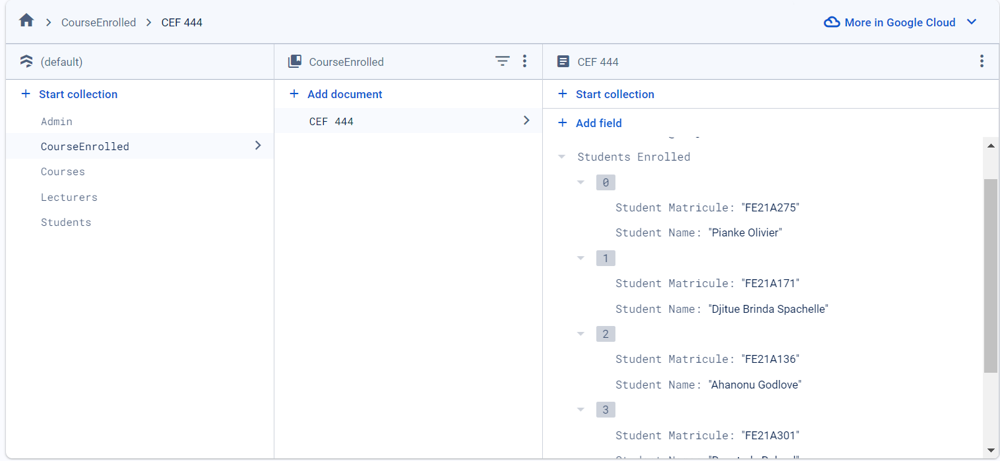 CourseEnrolled > CEF 444
More in Google Cloud
(default)
+ Start collection
Admin
CourseEnrolled
Courses
Lecturers
Students
CourseEnrolled
+ Add document
CEF 444
CEF 444
+ Start collection
+ Add field
Students Enrolled
0
Student Matricule: "FE21A275"
Student Name: "Pianke Olivier"
1
Student Matricule: "FE21A171"
Student Name: "Djitue Brinda Spachelle"
2
Student Matricule: "FE21A136"
Student Name: "Ahanonu Godlove"
3
Student Matricule: "FE21A301"
Student Name: